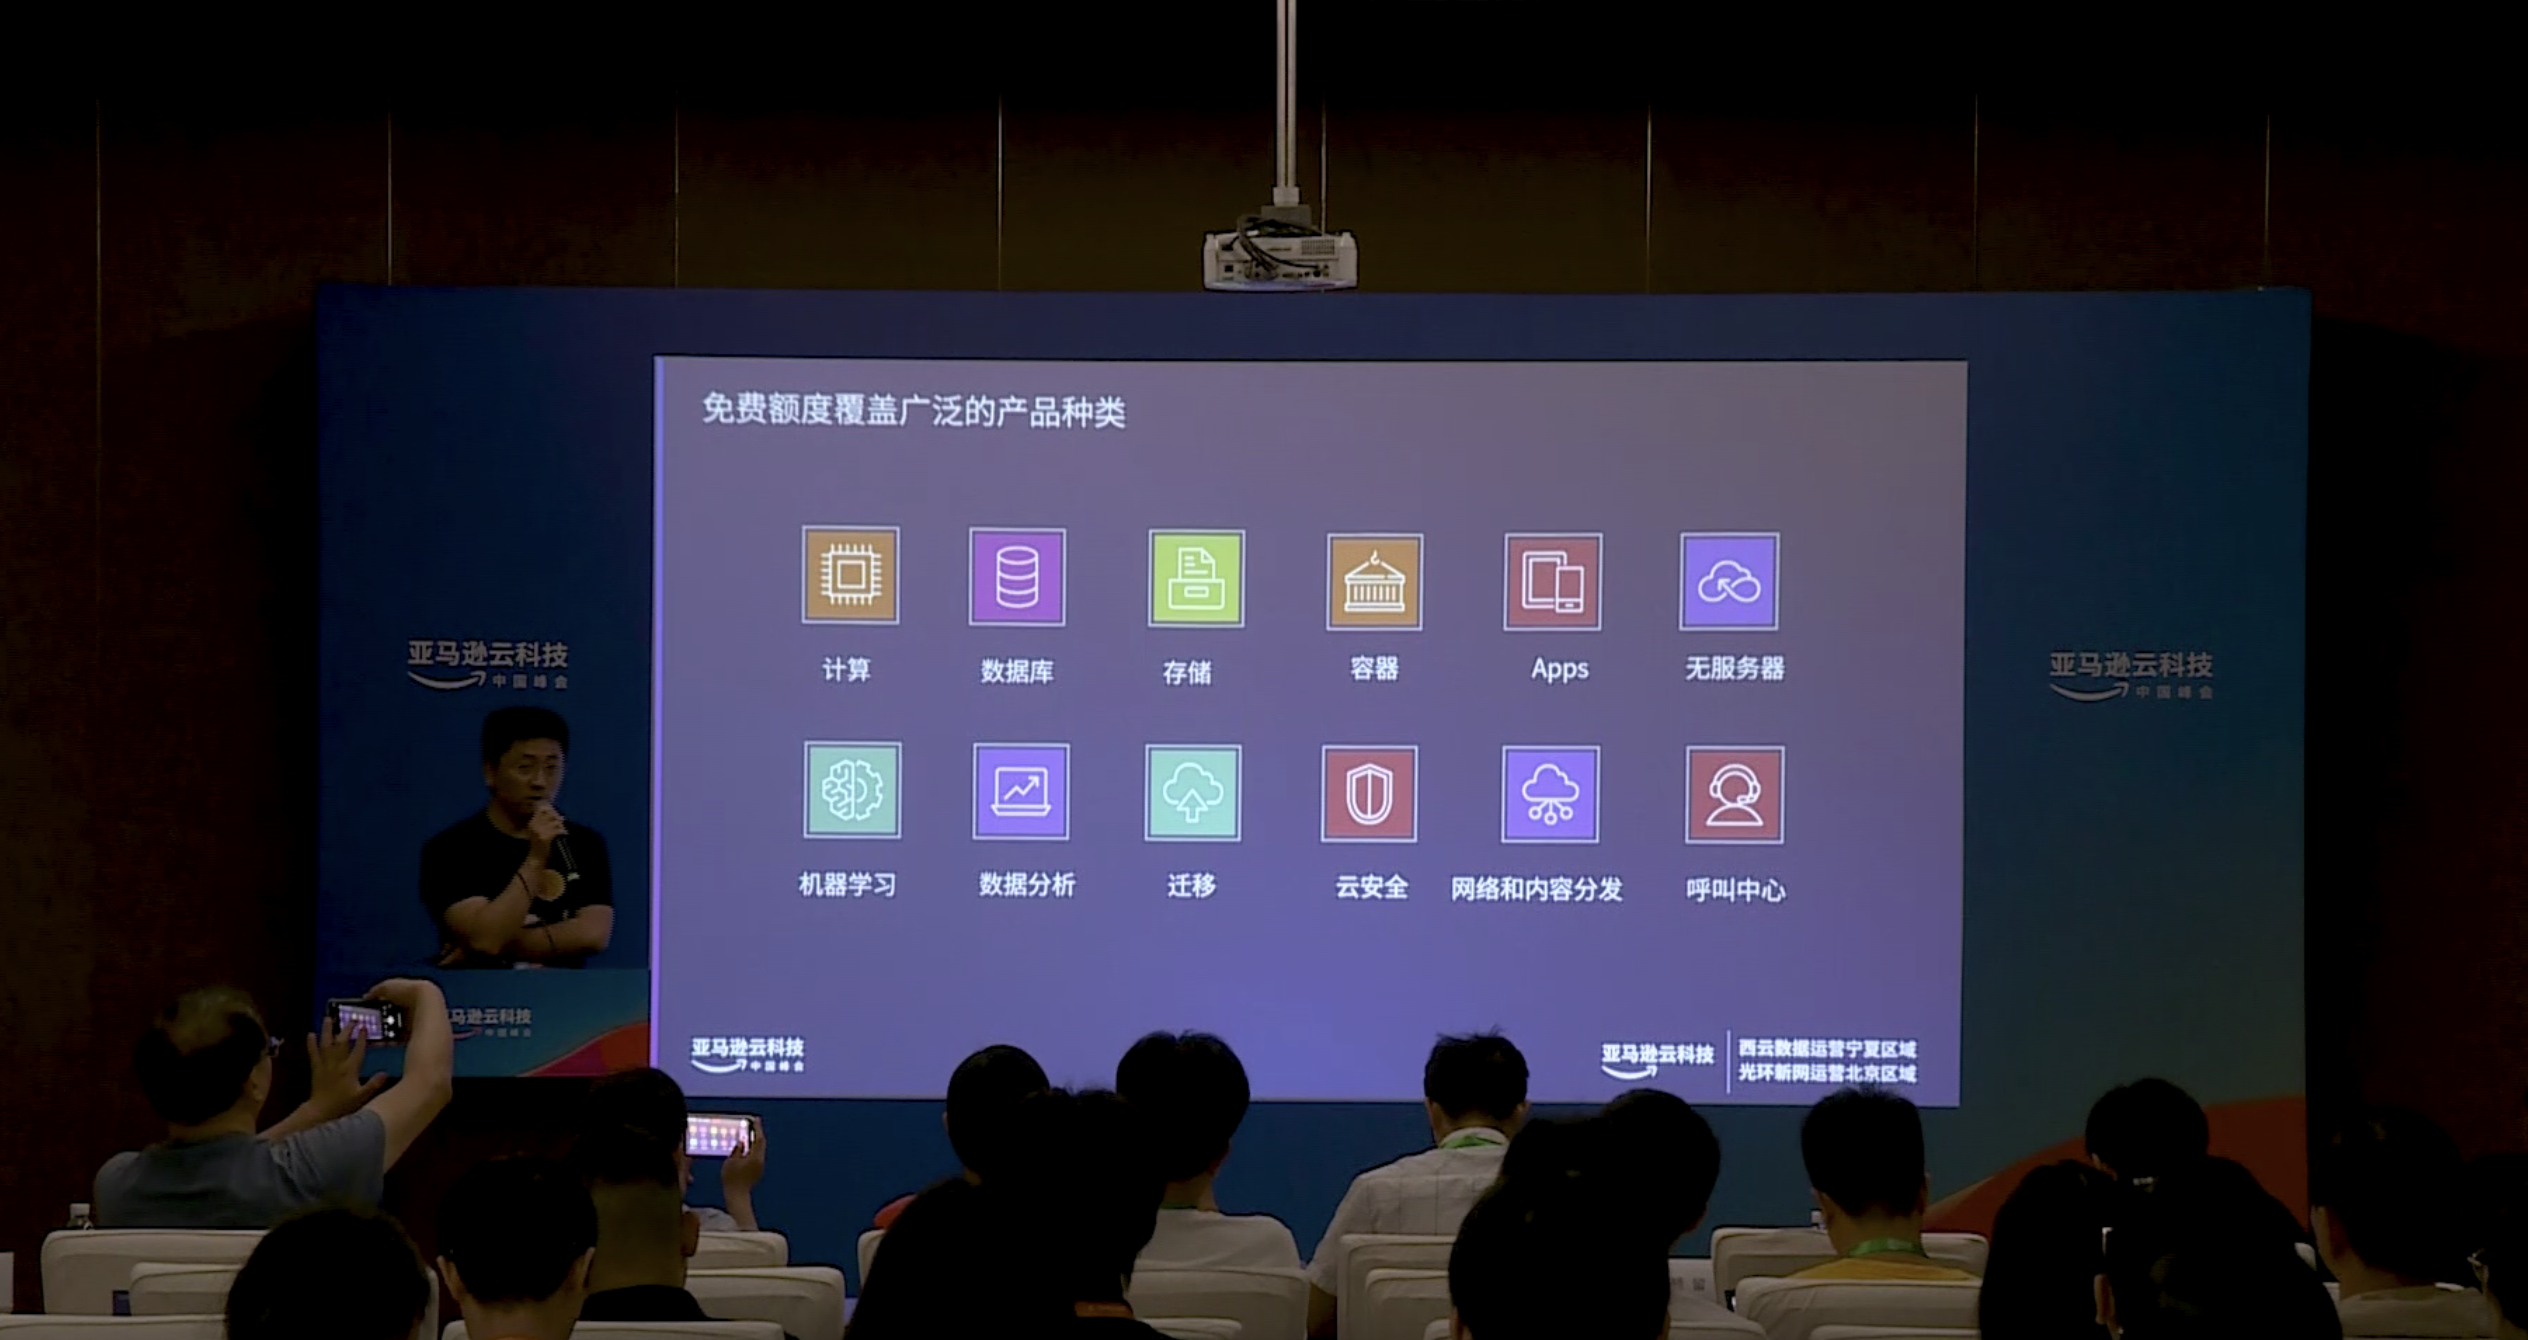 免费额度覆盖广泛的产品种类
计算
数据库
存储
容器
Apps
无服务器
机器学习
数据分析
迁移
云安全
网络和内容分发
呼叫中心
亚马逊云科技
中国峰会
亚马逊云科技
西云数据运营宁夏区域
光环新网运营北京区域
亚马逊云科技
中国峰会
马逊云科技
中国峰会
亚马逊云科技
中国峰会